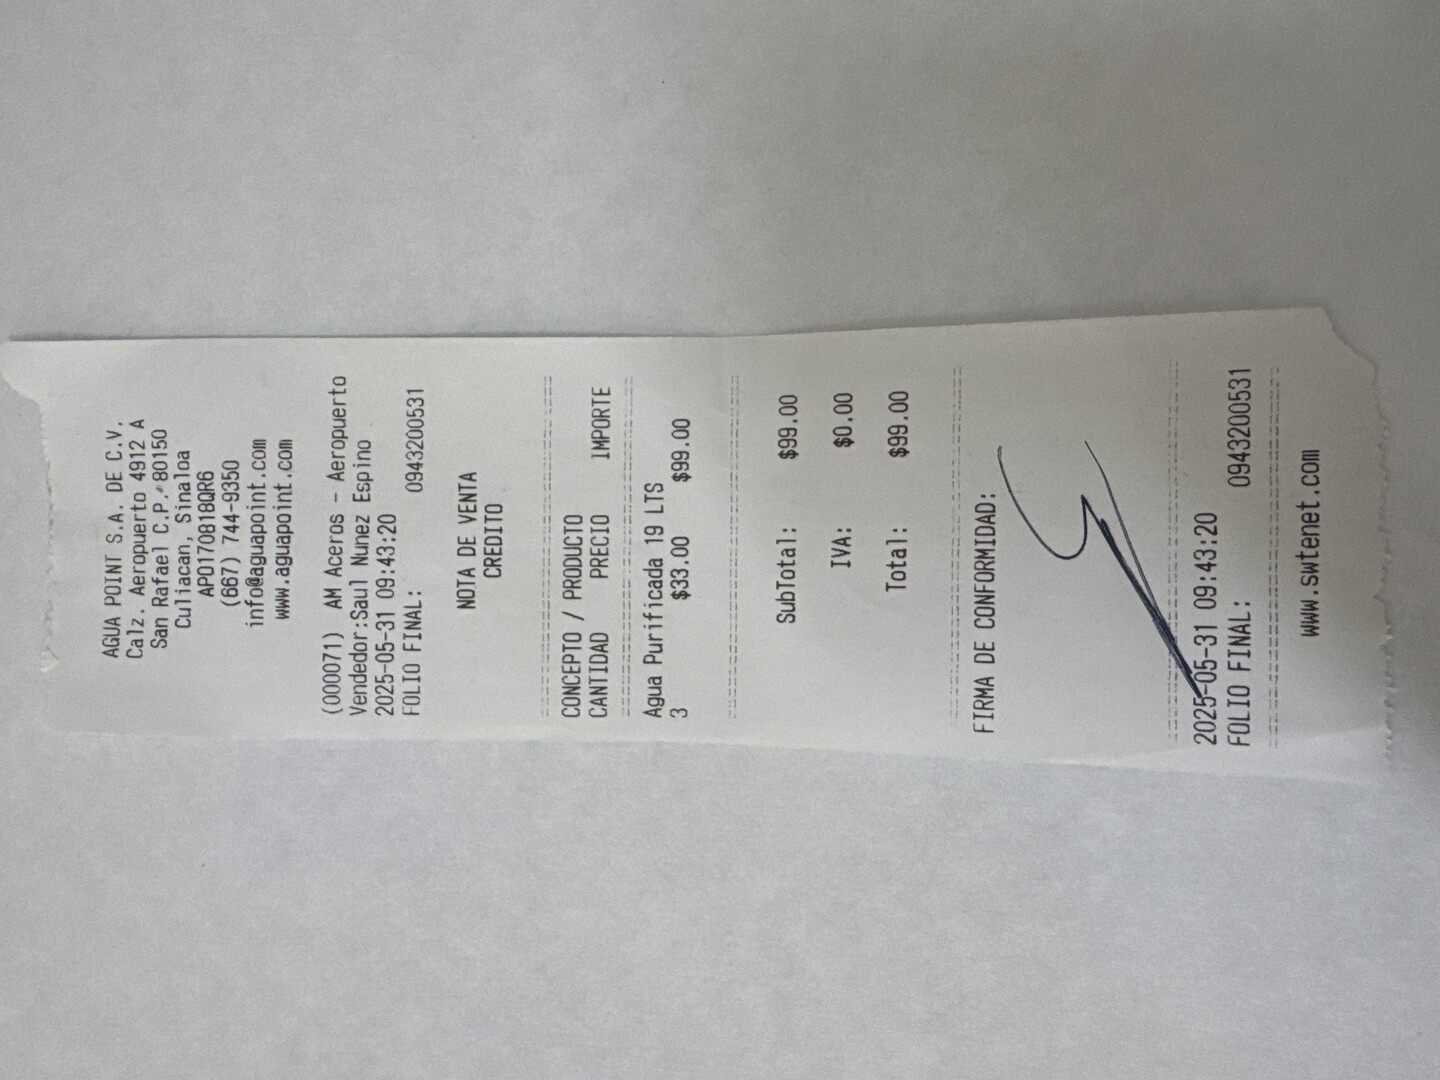 AGUA POINT S.A. DE C.V.
Calz. Aeropuerto 4912 A
San Rafael C.P. 80150
Culiacan, Sinaloa
APO170818QR6
(667) 744-9350
info@aguapoint.com
www.aguapoint.com
(000071) AM Aceros - Aeropuerto
Vendedor:Saul Nunez Espino
2025-05-31 09:43:20
FOLIO FINAL: 0943200531
NOTA DE VENTA
CREDITO
CONCEPTO / PRODUCTO
CANTIDAD PRECIO IMPORTE
Agua Purificada 19 LTS
3 $33.00 $99.00
SubTotal: $99.00
IVA: $0.00
Total: $99.00
FIRMA DE CONFORMIDAD:
2025-05-31 09:43:20
FOLIO FINAL: 0943200531
www.swtenet.com